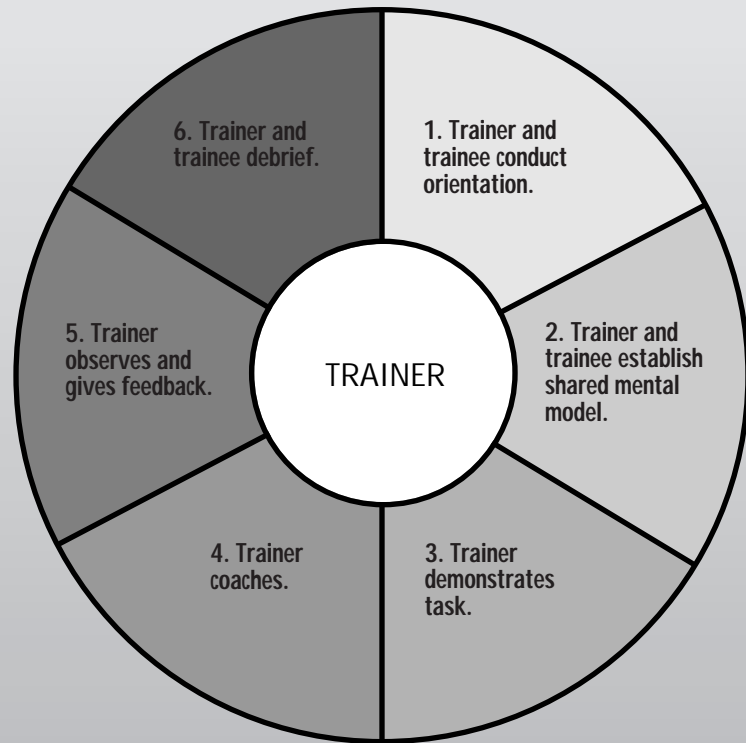 1. Trainer and
trainee conduct
orientation.
2. Trainer and
trainee establish
shared mental
model.
3. Trainer
demonstrates
task.
4. Trainer
coaches.
5. Trainer
observes and
gives feedback.
6. Trainer and
trainee debrief.
TRAINER